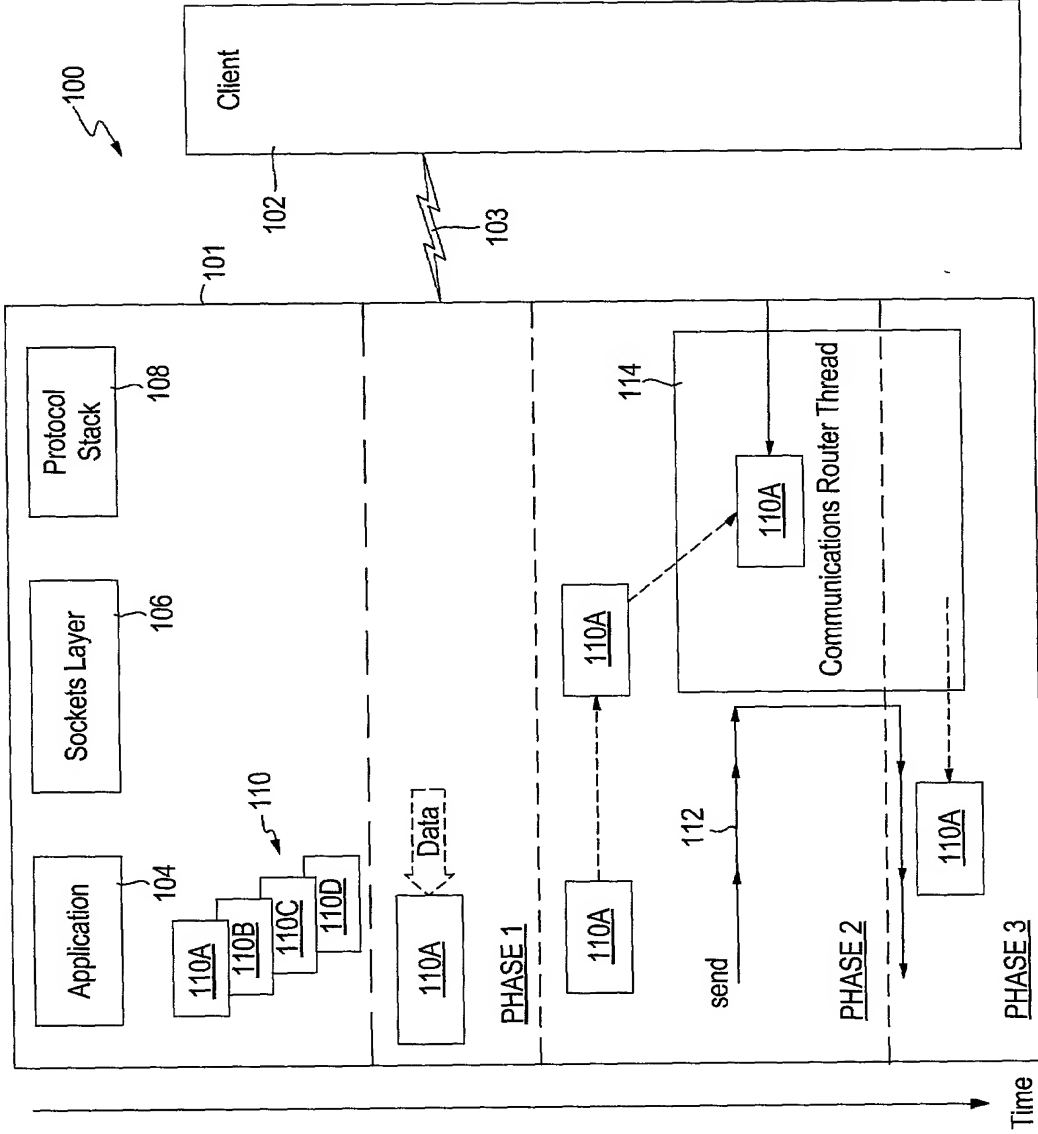 100
101
102
Client
103
Application
104
Sockets Layer
106
Protocol
Stack
108
110
110A
110B
110C
110D
110A
Data
PHASE 1
110A
110A
110A
114
Communications Router Thread
send
112
PHASE 2
110A
PHASE 3
Time